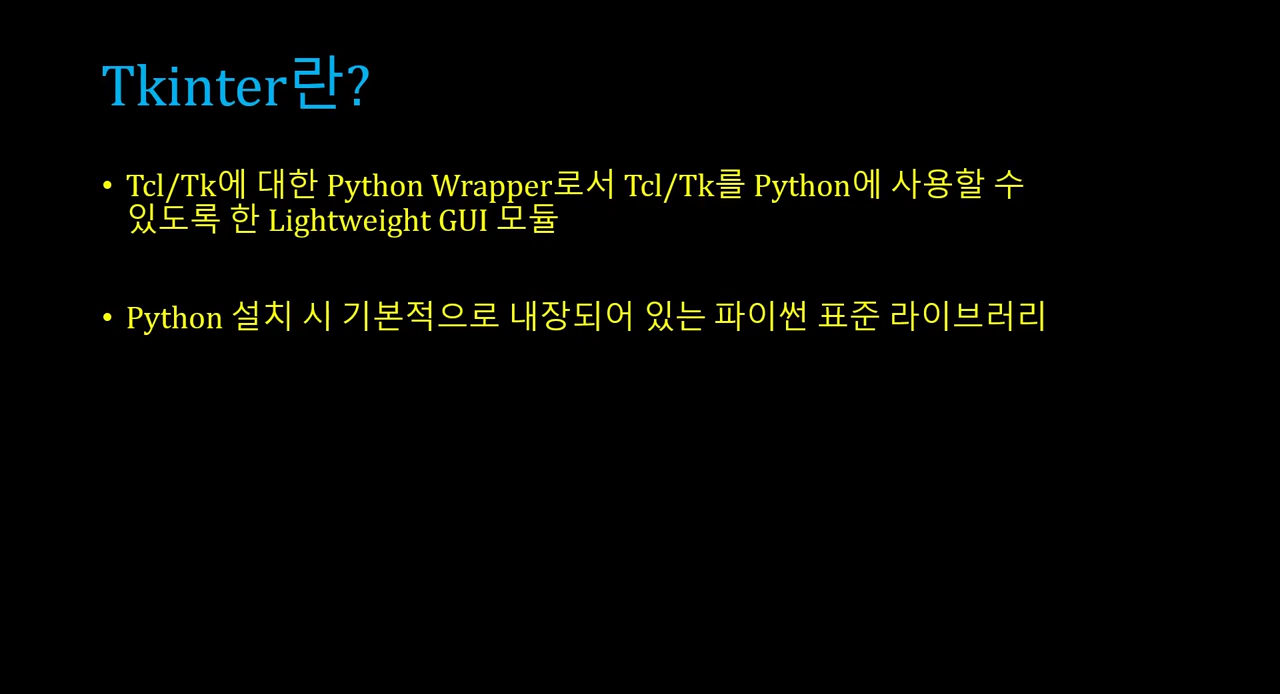 Tkinter란?
• Tcl/Tk에 대한 Python Wrapper로서 Tcl/Tk를 Python에 사용할 수
있도록 한 Lightweight GUI 모듈
• Python 설치 시 기본적으로 내장되어 있는 파이썬 표준 라이브러리